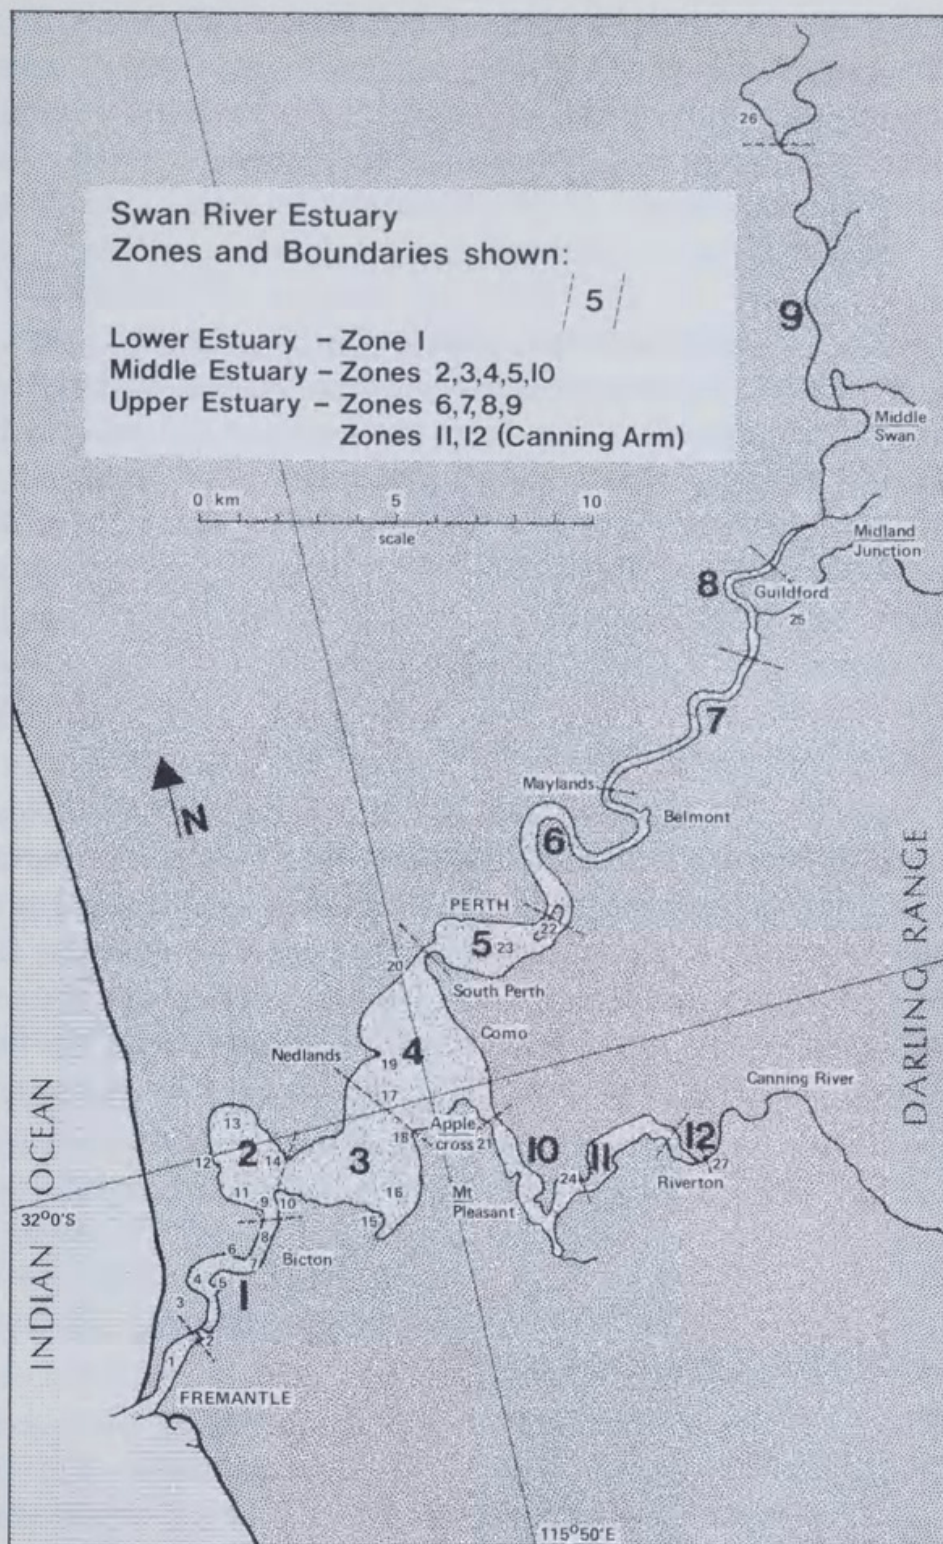 Swan River Estuary
Zones and Boundaries shown:
5
Lower Estuary – Zone 1
Middle Estuary – Zones 2,3,4,5,10
Upper Estuary – Zones 6,7,8,9
Zones 11,12 (Canning Arm)
0 km 5 10
scale
26
9
Middle
Swan
Midland
Junction
8
Guildford
25
7
N
Maylands
Belmont
6
PERTH
22
5
23
20
South Perth
Como
4
Nedlands
19
17
Canning River
DARLING RANGE
INDIAN OCEAN
13
2
12
14
3
18
Apple
cross
21
10
11
12
27
24
Riverton
Mt
Pleasant
11
9
10
16
15
32°0'S
8
Bicton
6
7
4
5
1
3
2
1
FREMANTLE
115°50'E